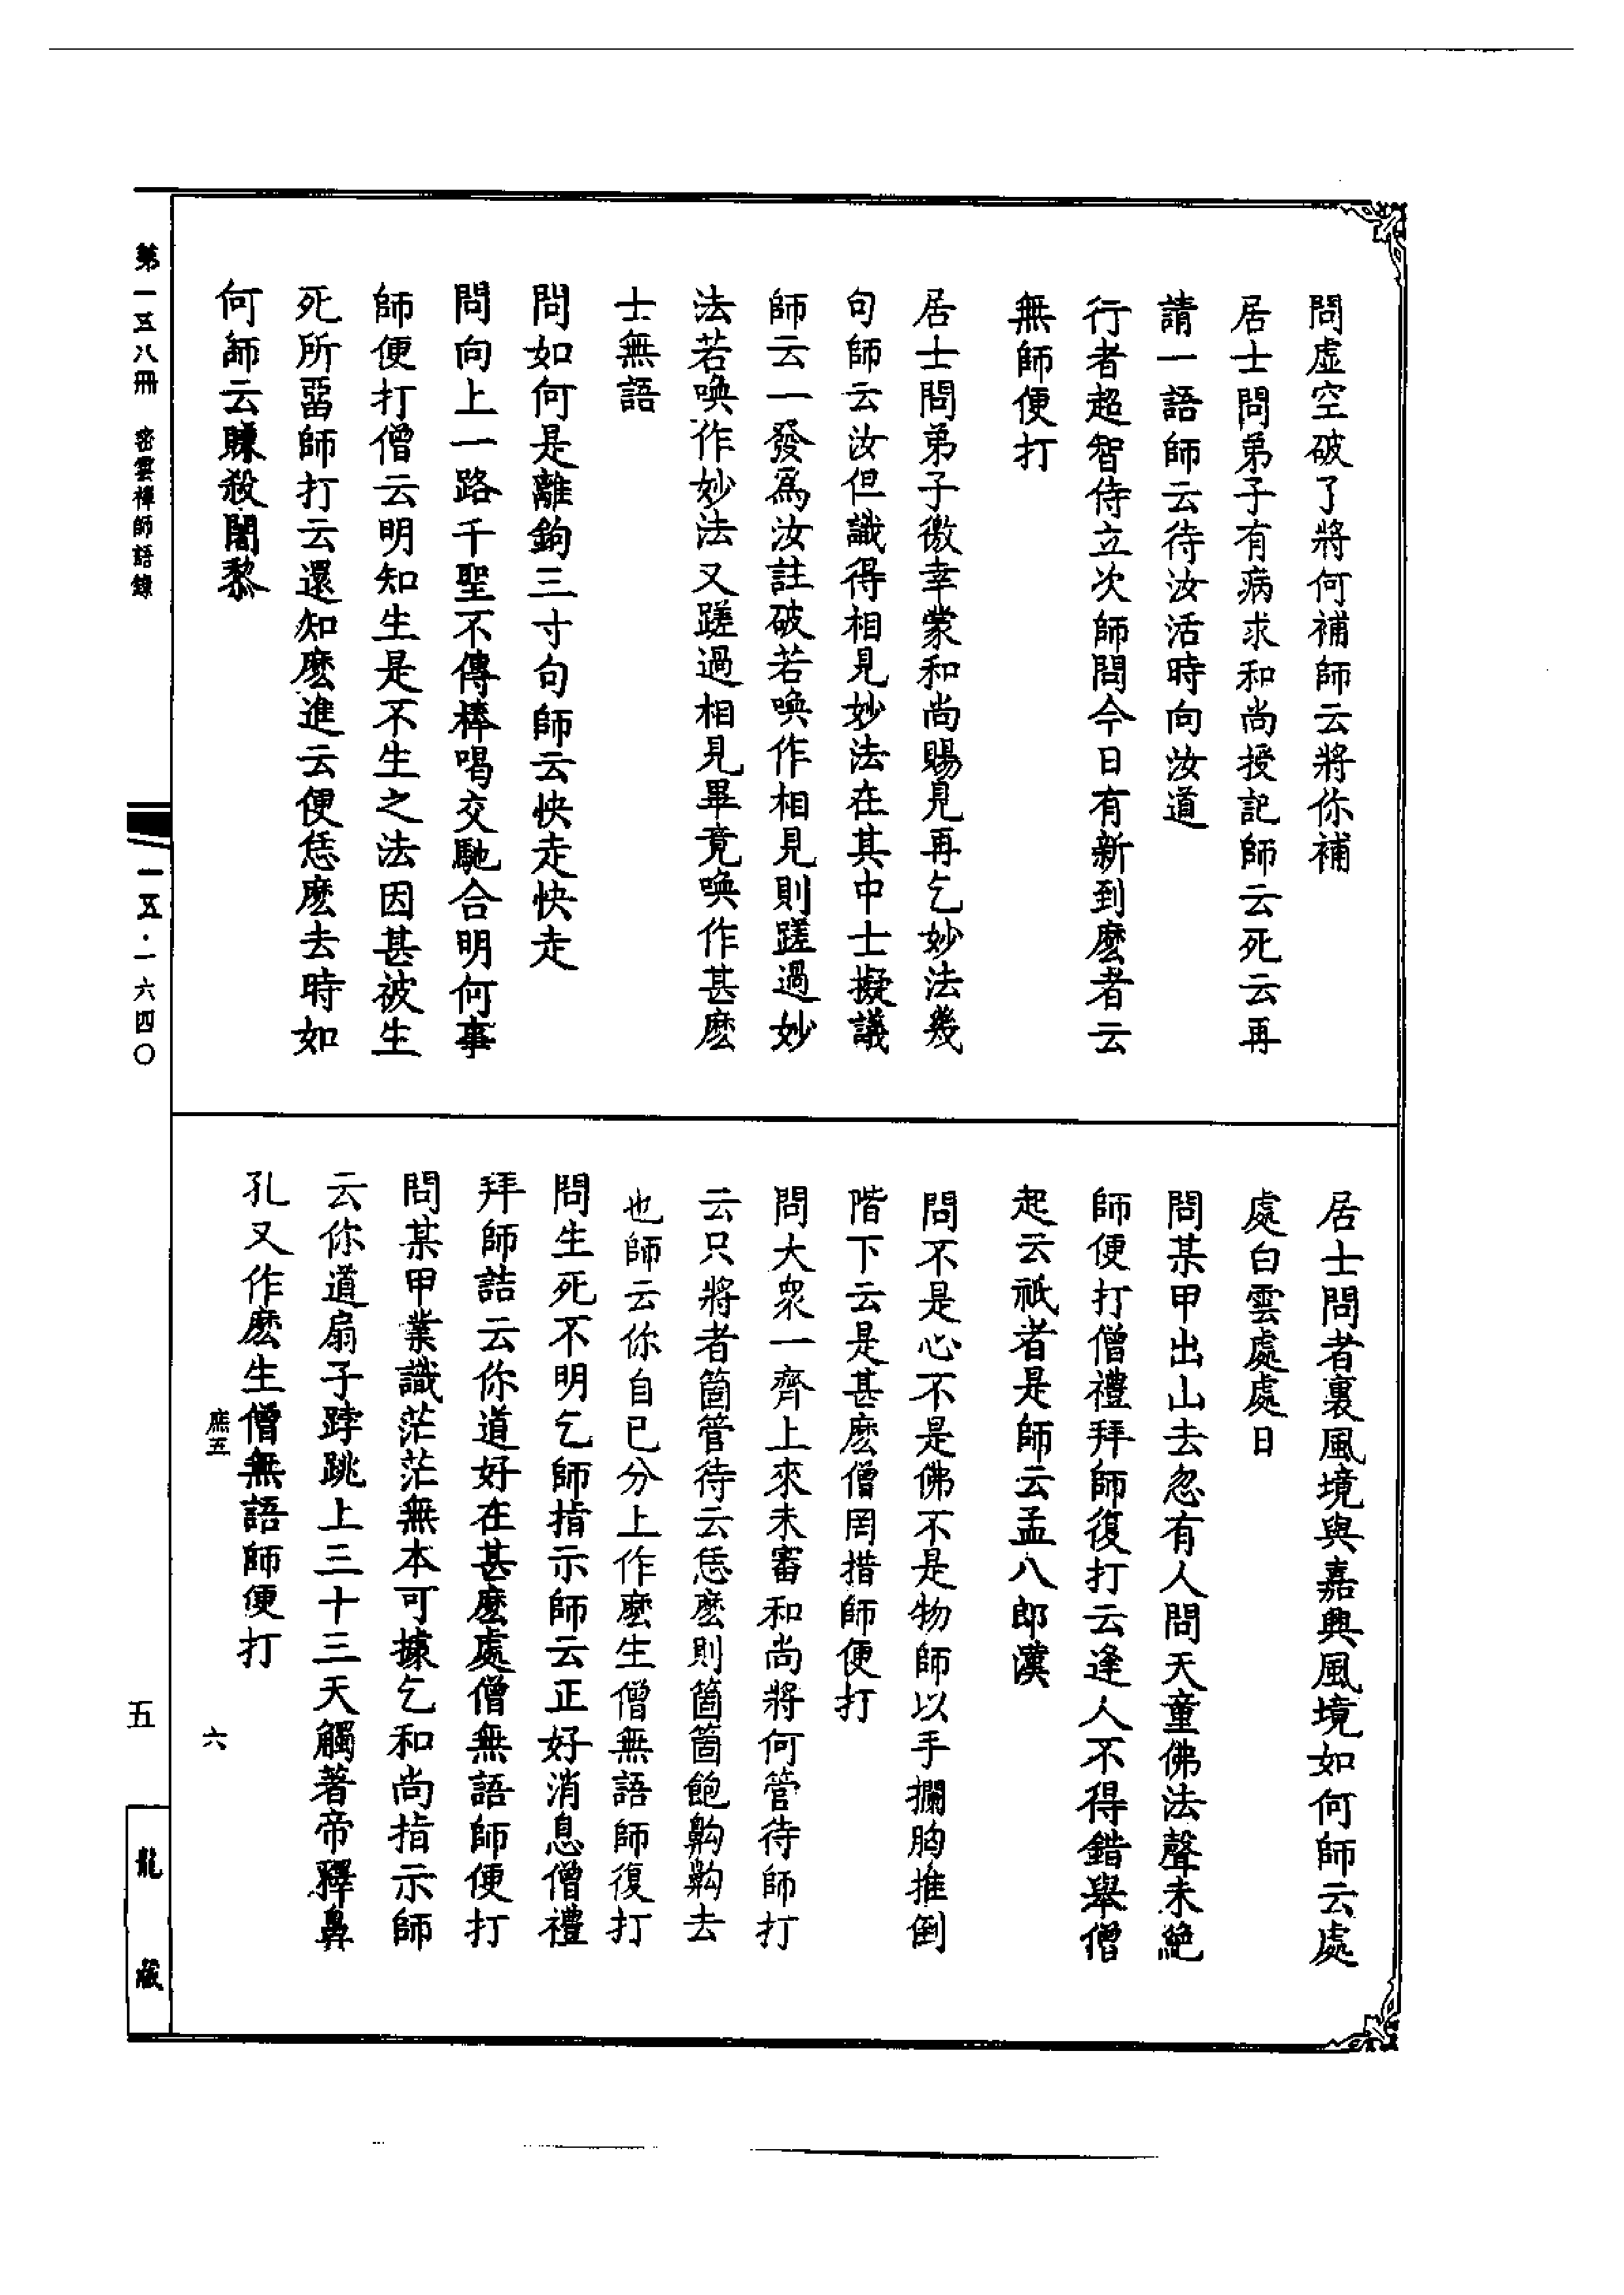 問虛空破了將何補師云將你補
居士問弟子有病求和尚授記師云死云再
請一語師云待汝活時向汝道
行者超智侍立次師問今日有新到麽者云
無師便打
居士問弟子徼幸蒙和尚賜見再乞妙法幾
句師云汝但識得相見妙法在其中士擬議
師云一發爲汝註破若喚作相見則蹉過妙
法若喚作妙法又蹉過相見畢竟喚作甚麽
士無語
問如何是離鉤三寸句師云快走快走
問向上一路千聖不傳棒喝交馳合明何事
師便打僧云明知生是不生之法因甚被生
死所畱師打云還知麽進云便恁麽去時如
何師云賺殺闍黎
居士問者裏風境與嘉興風境如何師云處
處白雲處處日
問某甲出山去忽有人問天童佛法聲未絕
師便打僧禮拜師復打云逢人不得錯舉僧
起云祇者是師云孟八郎漢
問不是心不是佛不是物師以手攔胸推倒
階下云是甚麽僧罔措師便打
問大衆一齊上來未審和尚將何管待師打
云只將者箇管待云恁麽則箇箇飽齁齁去
也師云你自已分上作麽生僧無語師復打
問生死不明乞師指示師云正好消息僧禮
拜師詰云你道好在甚麽處僧無語師便打
問某甲業識茫茫無本可據乞和尚指示師
云你道扇子𨁝跳上三十三天觸著帝釋鼻
孔又作麽生僧無語師便打
庶五
六
第一五八冊 密雲禪師語錄
一五·一六四〇
五
龍藏